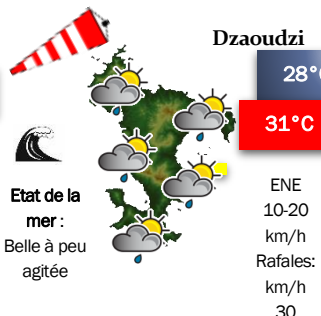 Dzaoudzi
28°
31°C
Etat de la
mer :
Belle à peu
agitée
ENE
10-20
km/h
Rafales:
km/h
30